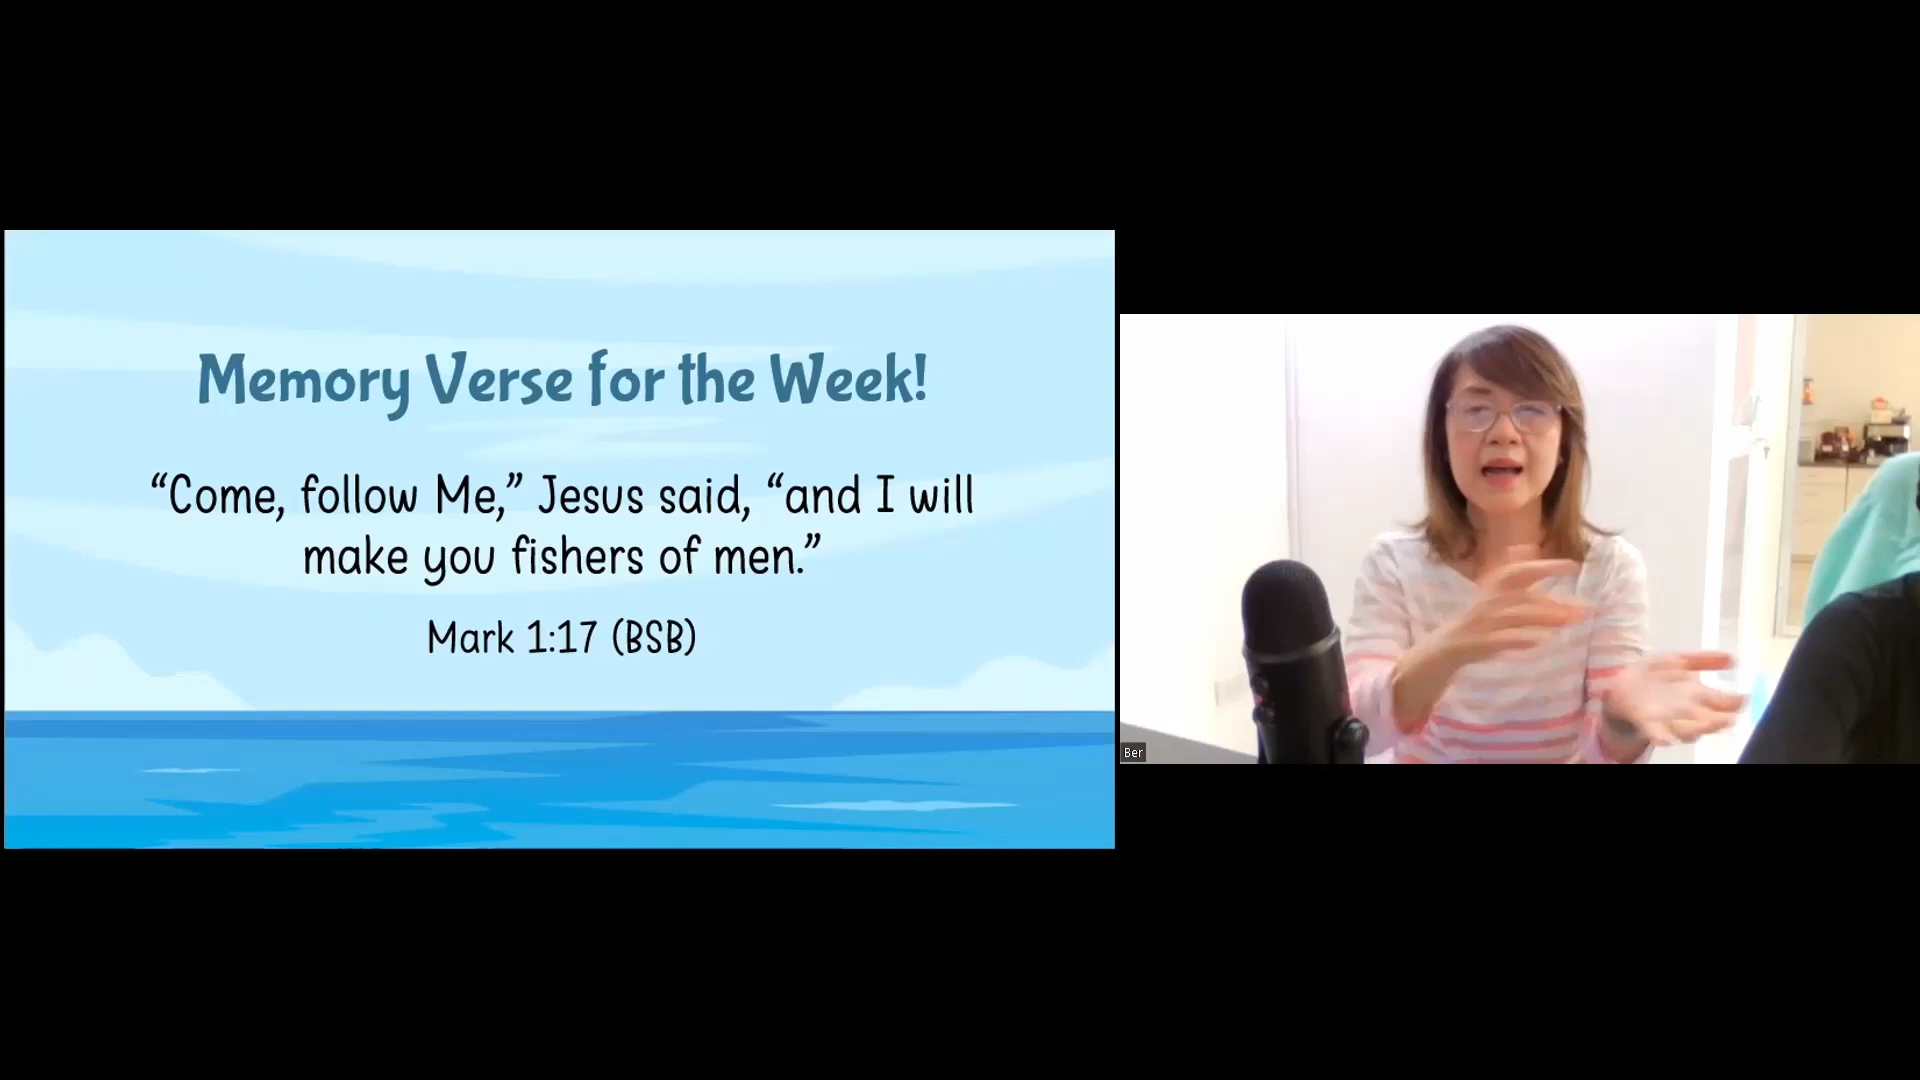 Memory Verse for the Week!
“Come, follow Me,” Jesus said, “and I will
make you fishers of men.”
Mark 1:17 (BSB)
Ber